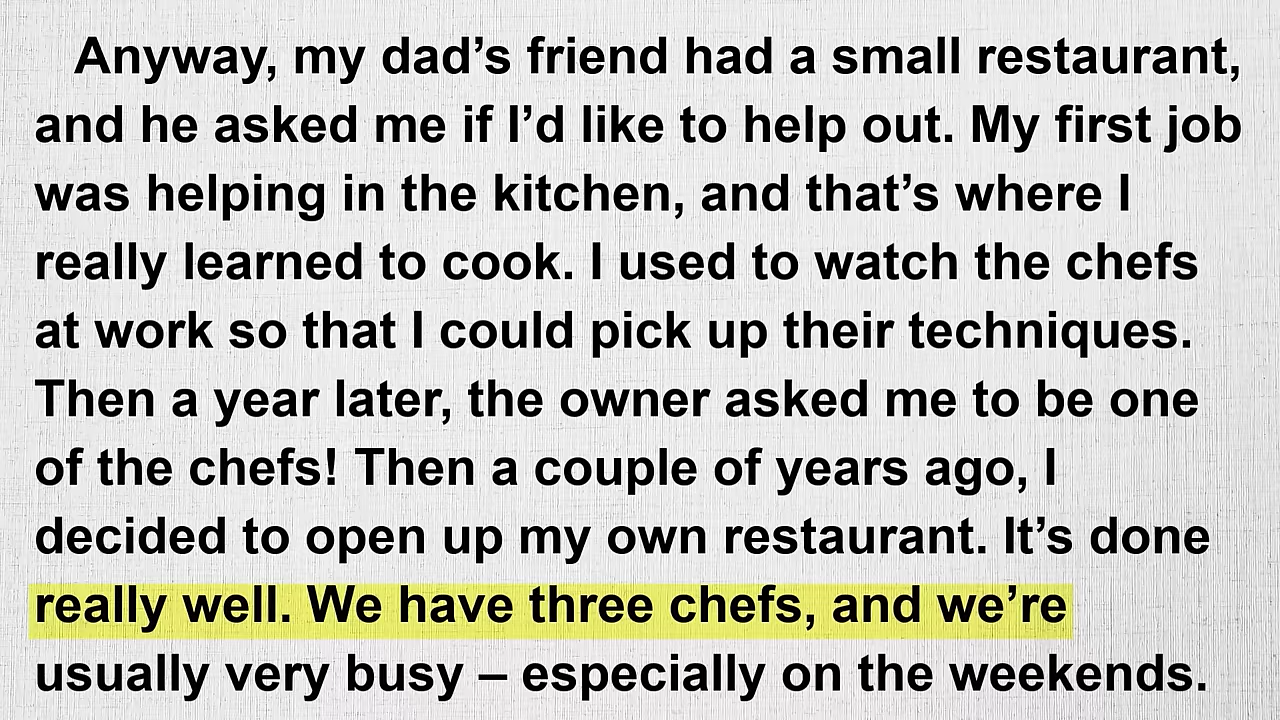 Anyway, my dad’s friend had a small restaurant,
and he asked me if I’d like to help out. My first job
was helping in the kitchen, and that’s where I
really learned to cook. I used to watch the chefs
at work so that I could pick up their techniques.
Then a year later, the owner asked me to be one
of the chefs! Then a couple of years ago, I
decided to open up my own restaurant. It’s done
really well. We have three chefs, and we’re
usually very busy – especially on the weekends.